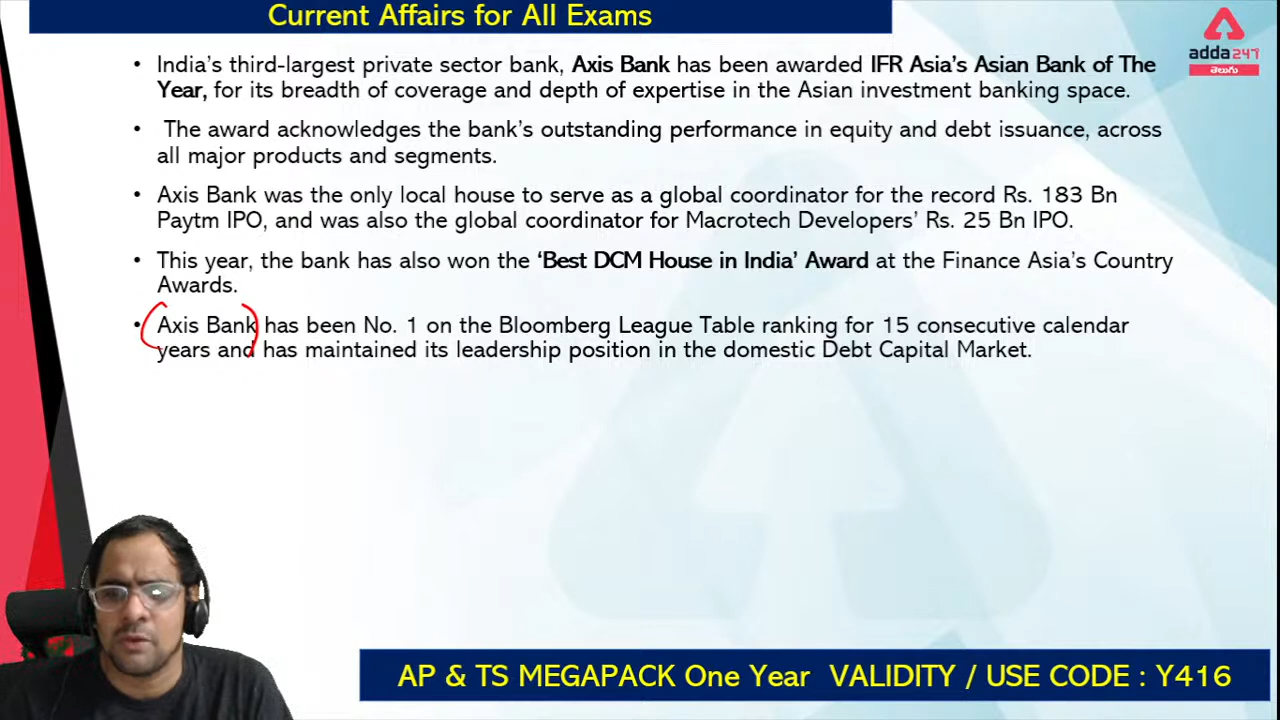 Current Affairs for All Exams
adda247
తెలుగు
• India's third-largest private sector bank, Axis Bank has been awarded IFR Asia's Asian Bank of The
Year, for its breadth of coverage and depth of expertise in the Asian investment banking space.
• The award acknowledges the bank's outstanding performance in equity and debt issuance, across
all major products and segments.
• Axis Bank was the only local house to serve as a global coordinator for the record Rs. 183 Bn
Paytm IPO, and was also the global coordinator for Macrotech Developers' Rs. 25 Bn IPO.
• This year, the bank has also won the ‘Best DCM House in India’ Award at the Finance Asia's Country
Awards.
• Axis Bank has been No. 1 on the Bloomberg League Table ranking for 15 consecutive calendar
years and has maintained its leadership position in the domestic Debt Capital Market.
AP & TS MEGAPACK One Year VALIDITY / USE CODE : Y416